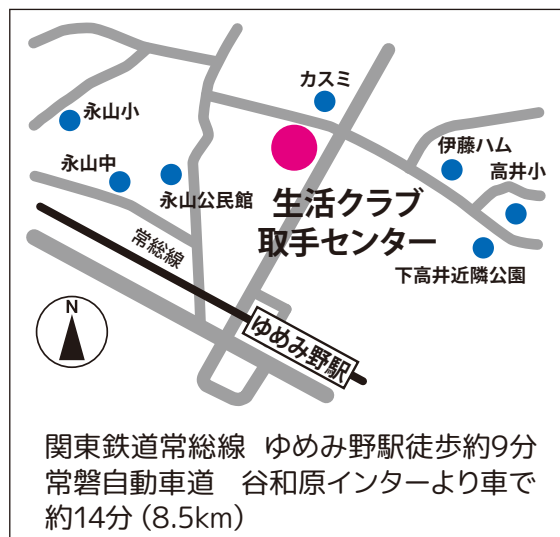 カスミ
永山小
伊藤ハム
永山中
高井小
永山公民館
生活クラブ
取手センター
常総線
下高井近隣公園
N
ゆめみ野駅
関東鉄道常総線 ゆめみ野駅徒歩約9分
常磐自動車道 谷和原インターより車で
約14分 (8.5km)